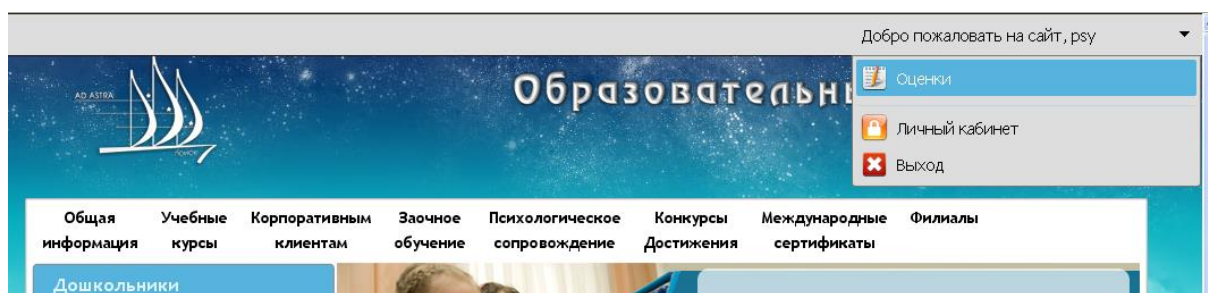 Добро пожаловать на сайт, psy
AD ASTRA
Оценки
Личный кабинет
Выход
Общая информация
Учебные курсы
Корпоративным клиентам
Заочное обучение
Психологическое сопровождение
Конкурсы Достижения
Международные сертификаты
Филиалы
Дошкольники